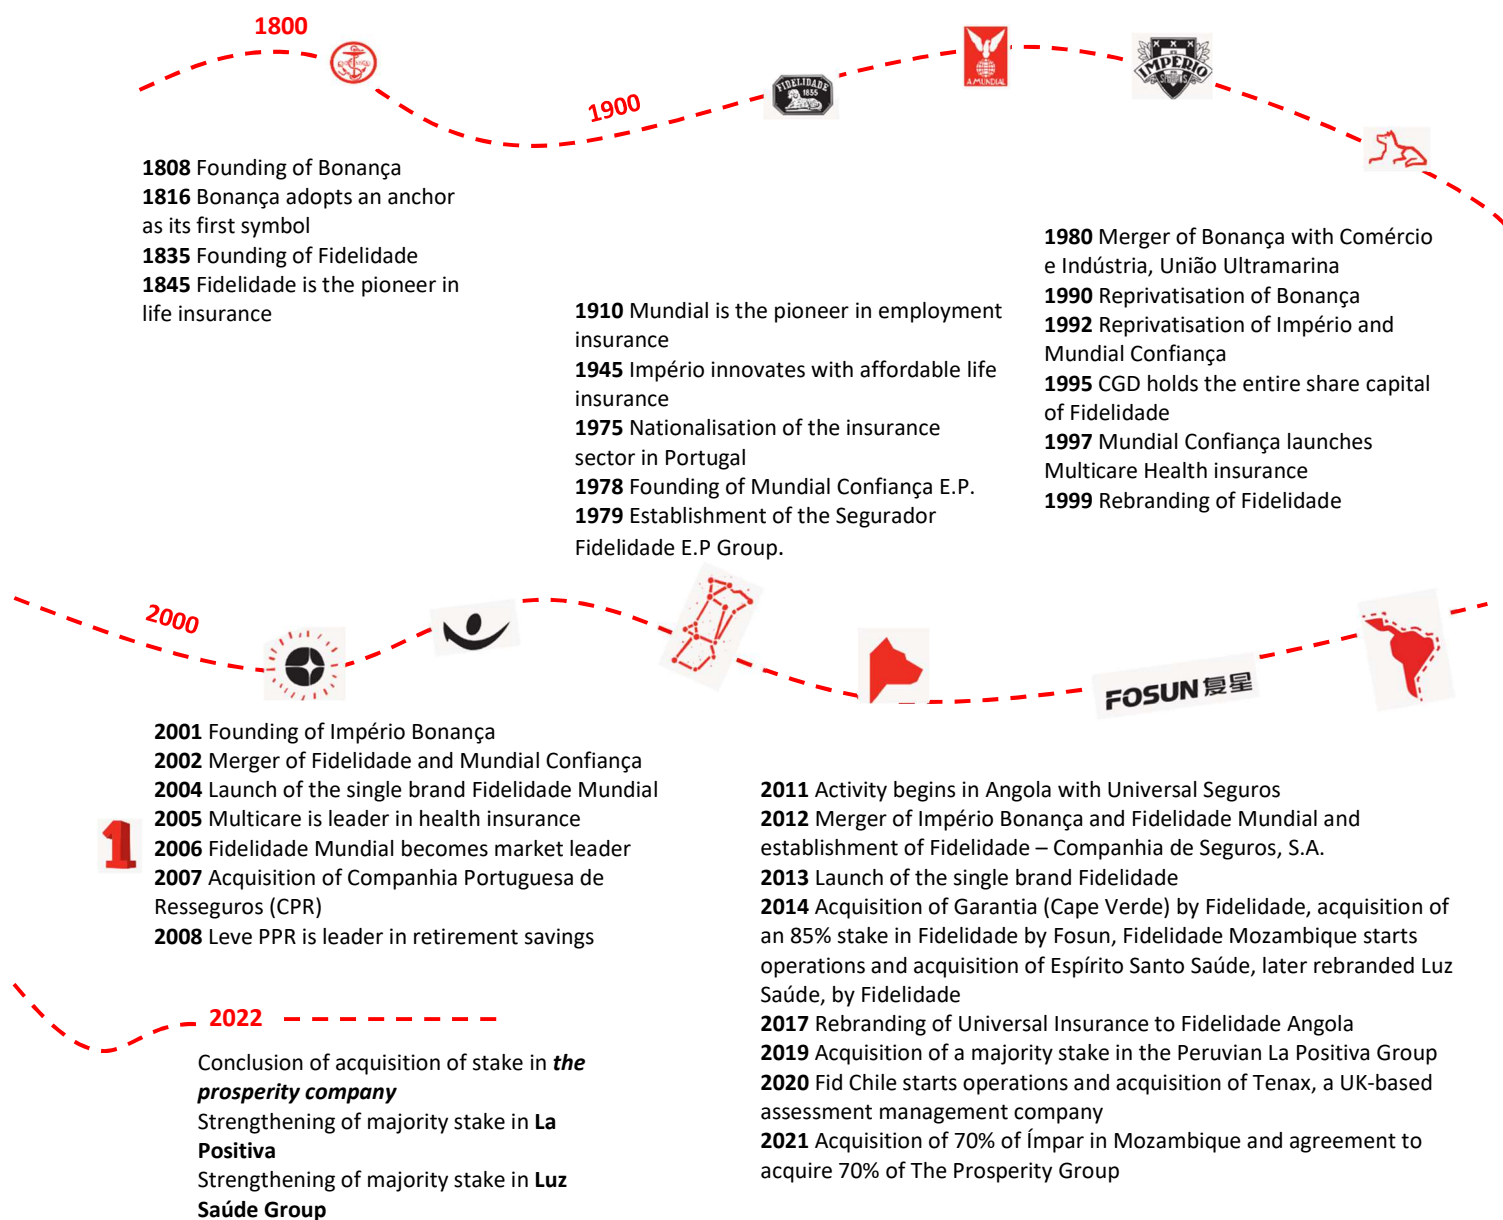 1800
1900
FIDELIDADE
1835
A MUNDIAL
IMPERIO
1808 Founding of Bonança
1816 Bonança adopts an anchor
as its first symbol
1835 Founding of Fidelidade
1845 Fidelidade is the pioneer in
life insurance
1910 Mundial is the pioneer in employment
insurance
1945 Império innovates with affordable life
insurance
1975 Nationalisation of the insurance
sector in Portugal
1978 Founding of Mundial Confiança E.P.
1979 Establishment of the Segurador
Fidelidade E.P Group.
1980 Merger of Bonança with Comércio
e Indústria, União Ultramarina
1990 Reprivatisation of Bonança
1992 Reprivatisation of Império and
Mundial Confiança
1995 CGD holds the entire share capital
of Fidelidade
1997 Mundial Confiança launches
Multicare Health insurance
1999 Rebranding of Fidelidade
2000
FOSUN 复星
2001 Founding of Império Bonança
2002 Merger of Fidelidade and Mundial Confiança
2004 Launch of the single brand Fidelidade Mundial
2005 Multicare is leader in health insurance
1
2006 Fidelidade Mundial becomes market leader
2007 Acquisition of Companhia Portuguesa de
Resseguros (CPR)
2008 Leve PPR is leader in retirement savings
2011 Activity begins in Angola with Universal Seguros
2012 Merger of Império Bonança and Fidelidade Mundial and
establishment of Fidelidade – Companhia de Seguros, S.A.
2013 Launch of the single brand Fidelidade
2014 Acquisition of Garantia (Cape Verde) by Fidelidade, acquisition of
an 85% stake in Fidelidade by Fosun, Fidelidade Mozambique starts
operations and acquisition of Espírito Santo Saúde, later rebranded Luz
Saúde, by Fidelidade
2017 Rebranding of Universal Insurance to Fidelidade Angola
2019 Acquisition of a majority stake in the Peruvian La Positiva Group
2020 Fid Chile starts operations and acquisition of Tenax, a UK-based
assessment management company
2021 Acquisition of 70% of Ímpar in Mozambique and agreement to
acquire 70% of The Prosperity Group
2022
Conclusion of acquisition of stake in the
prosperity company
Strengthening of majority stake in La
Positiva
Strengthening of majority stake in Luz
Saúde Group